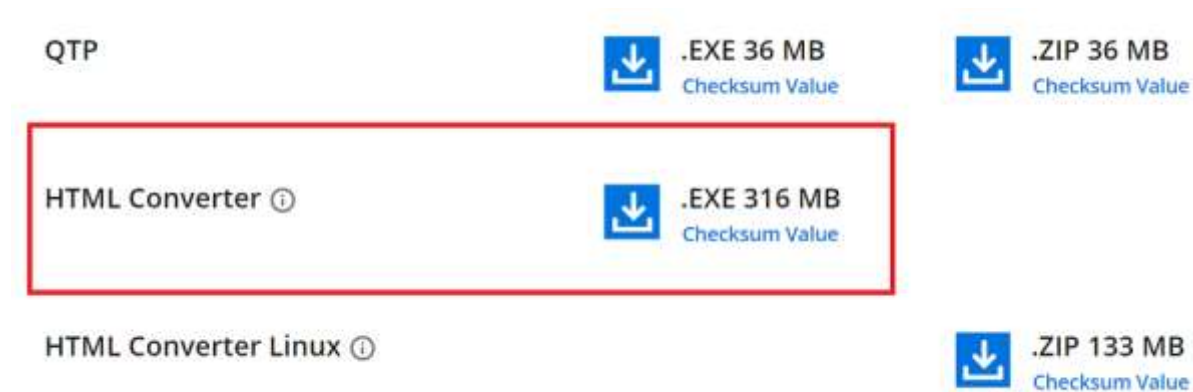 QTP
.EXE 36 MB
Checksum Value
.ZIP 36 MB
Checksum Value
HTML Converter
.EXE 316 MB
Checksum Value
HTML Converter Linux
.ZIP 133 MB
Checksum Value